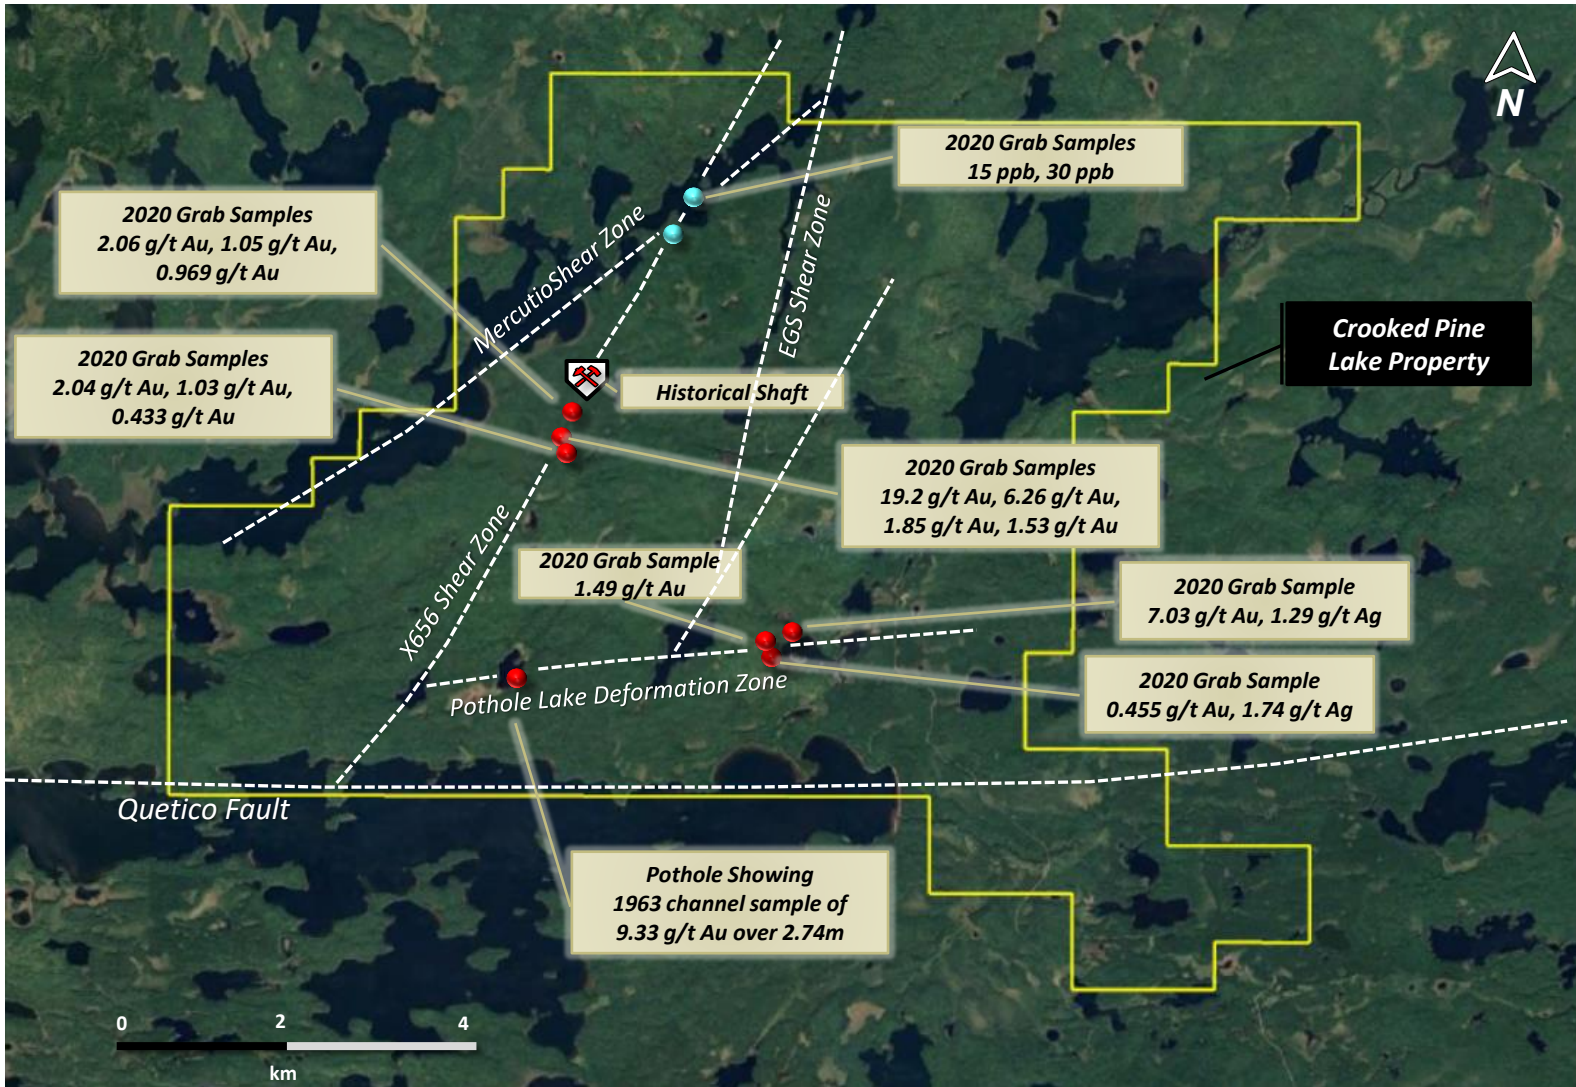 N
2020 Grab Samples
15 ppb, 30 ppb
2020 Grab Samples
2.06 g/t Au, 1.05 g/t Au,
0.969 g/t Au
MercutioShear Zone
EGS Shear Zone
Crooked Pine
Lake Property
2020 Grab Samples
2.04 g/t Au, 1.03 g/t Au,
0.433 g/t Au
Historical Shaft
2020 Grab Samples
19.2 g/t Au, 6.26 g/t Au,
1.85 g/t Au, 1.53 g/t Au
X656 Shear Zone
2020 Grab Sample
1.49 g/t Au
2020 Grab Sample
7.03 g/t Au, 1.29 g/t Ag
2020 Grab Sample
0.455 g/t Au, 1.74 g/t Ag
Pothole Lake Deformation Zone
Quetico Fault
Pothole Showing
1963 channel sample of
9.33 g/t Au over 2.74m
0 2 4
km